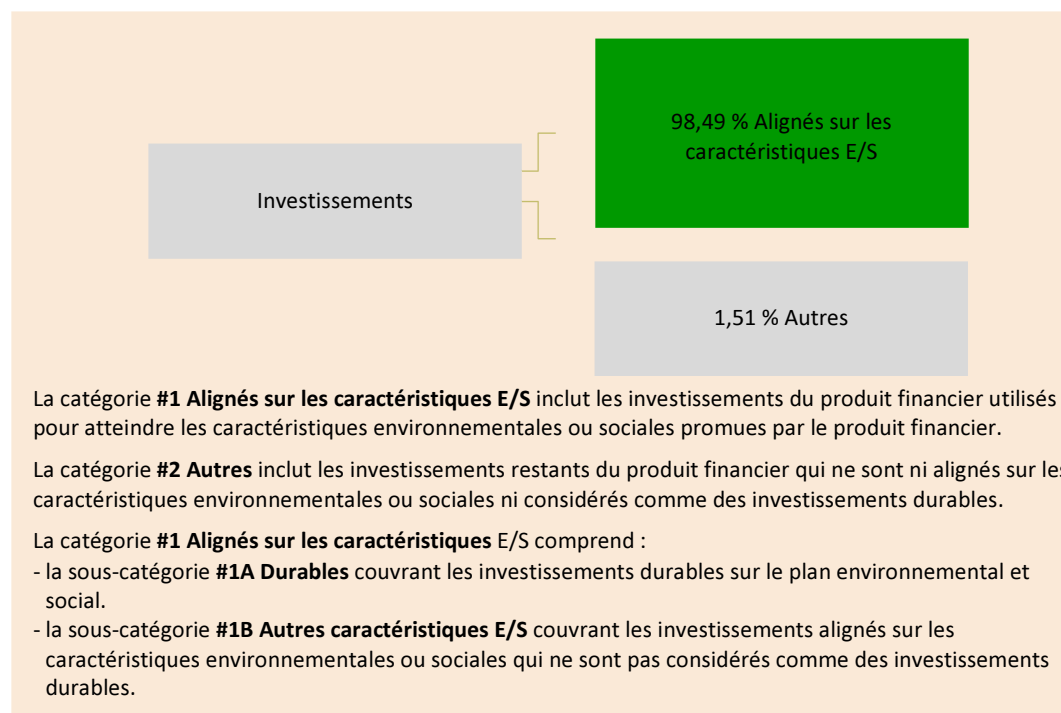 98,49 % Alignés sur les
caractéristiques E/S
Investissements
1,51 % Autres
La catégorie #1 Alignés sur les caractéristiques E/S inclut les investissements du produit financier utilisés
pour atteindre les caractéristiques environnementales ou sociales promues par le produit financier.
La catégorie #2 Autres inclut les investissements restants du produit financier qui ne sont ni alignés sur les
caractéristiques environnementales ou sociales ni considérés comme des investissements durables.
La catégorie #1 Alignés sur les caractéristiques E/S comprend :
- la sous-catégorie #1A Durables couvrant les investissements durables sur le plan environnemental et
social.
- la sous-catégorie #1B Autres caractéristiques E/S couvrant les investissements alignés sur les
caractéristiques environnementales ou sociales qui ne sont pas considérés comme des investissements
durables.